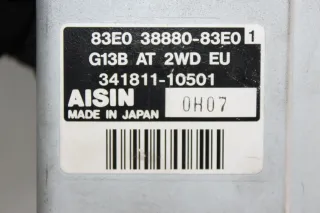 83E0 38880-83E0 1
G13B AT 2WD EU
341811-10501
AISIN
MADE IN JAPAN
0H07